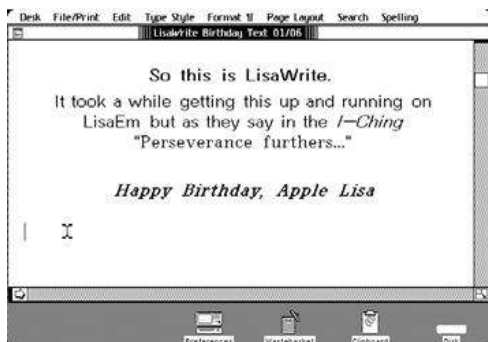 Desk File/Print Edit Type Style Format Page Layout Search Spelling
LisaWrite Birthday Text 01/06
So this is LisaWrite.
It took a while getting this up and running on
LisaEm but as they say in the I-Ching
"Perseverance furthers..."
Happy Birthday, Apple Lisa
Preferences Wastebasket Clipboard Disk